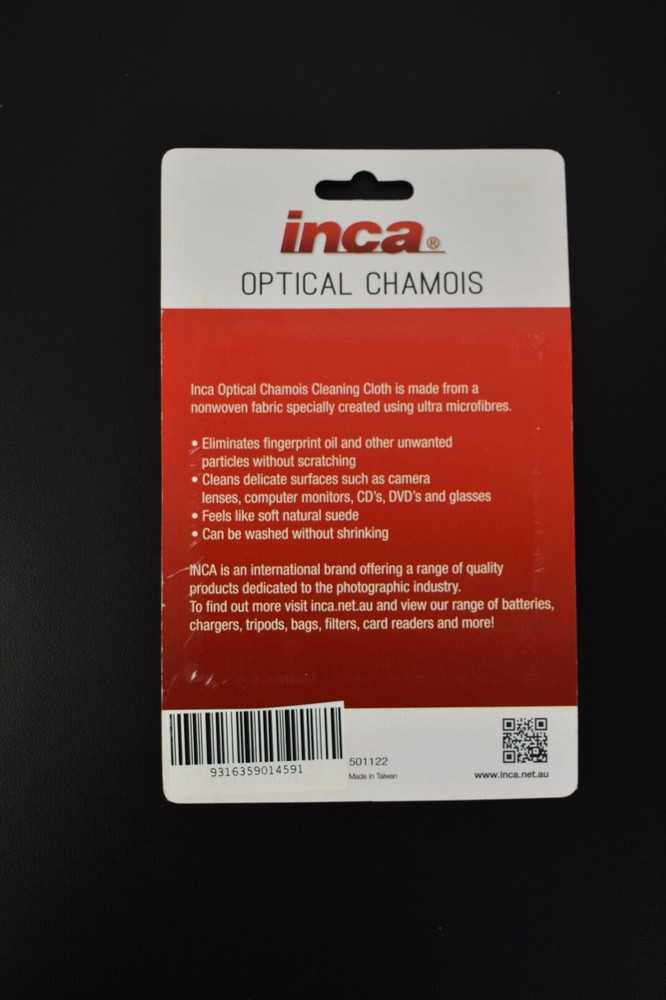 inca®
OPTICAL CHAMOIS
Inca Optical Chamois Cleaning Cloth is made from a
nonwoven fabric specially created using ultra microfibres.
• Eliminates fingerprint oil and other unwanted
particles without scratching
• Cleans delicate surfaces such as camera
lenses, computer monitors, CD's, DVD's and glasses
• Feels like soft natural suede
• Can be washed without shrinking
INCA is an international brand offering a range of quality
products dedicated to the photographic industry.
To find out more visit inca.net.au and view our range of batteries,
chargers, tripods, bags, filters, card readers and more!
9316359014591
501122
Made in Taiwan
www.inca.net.au